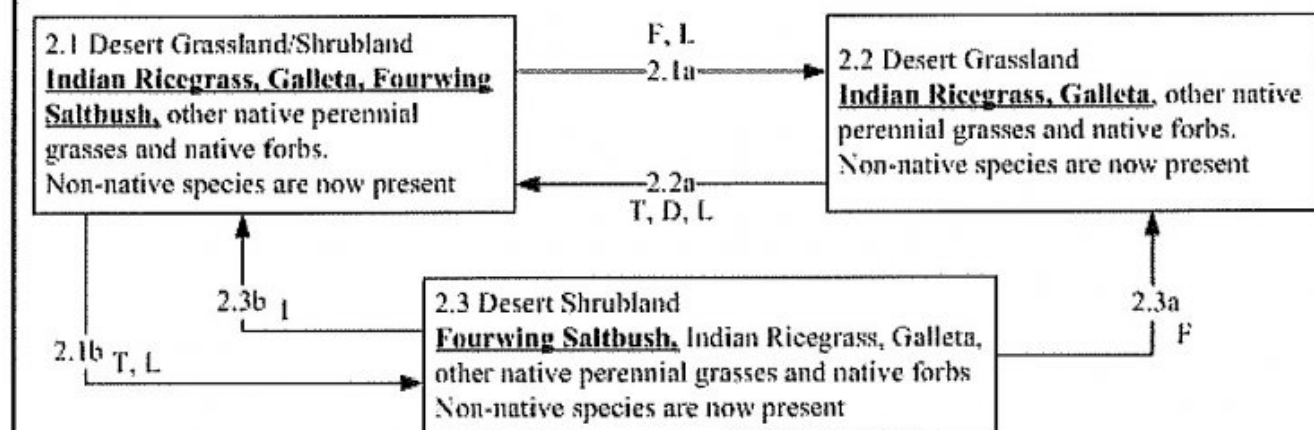 2.1 Desert Grassland/Shrubland
Indian Ricegrass, Galleta, Fourwing
Saltbush, other native perennial
grasses and native forbs.
Non-native species are now present
F, L
2.1a
2.2 Desert Grassland
Indian Ricegrass, Galleta, other native
perennial grasses and native forbs.
Non-native species are now present
2.2a
T, D, L
2.3b
2.3 Desert Shrubland
Fourwing Saltbush, Indian Ricegrass, Galleta,
other native perennial grasses and native forbs
Non-native species are now present
2.3a
F
2.1b
T, L